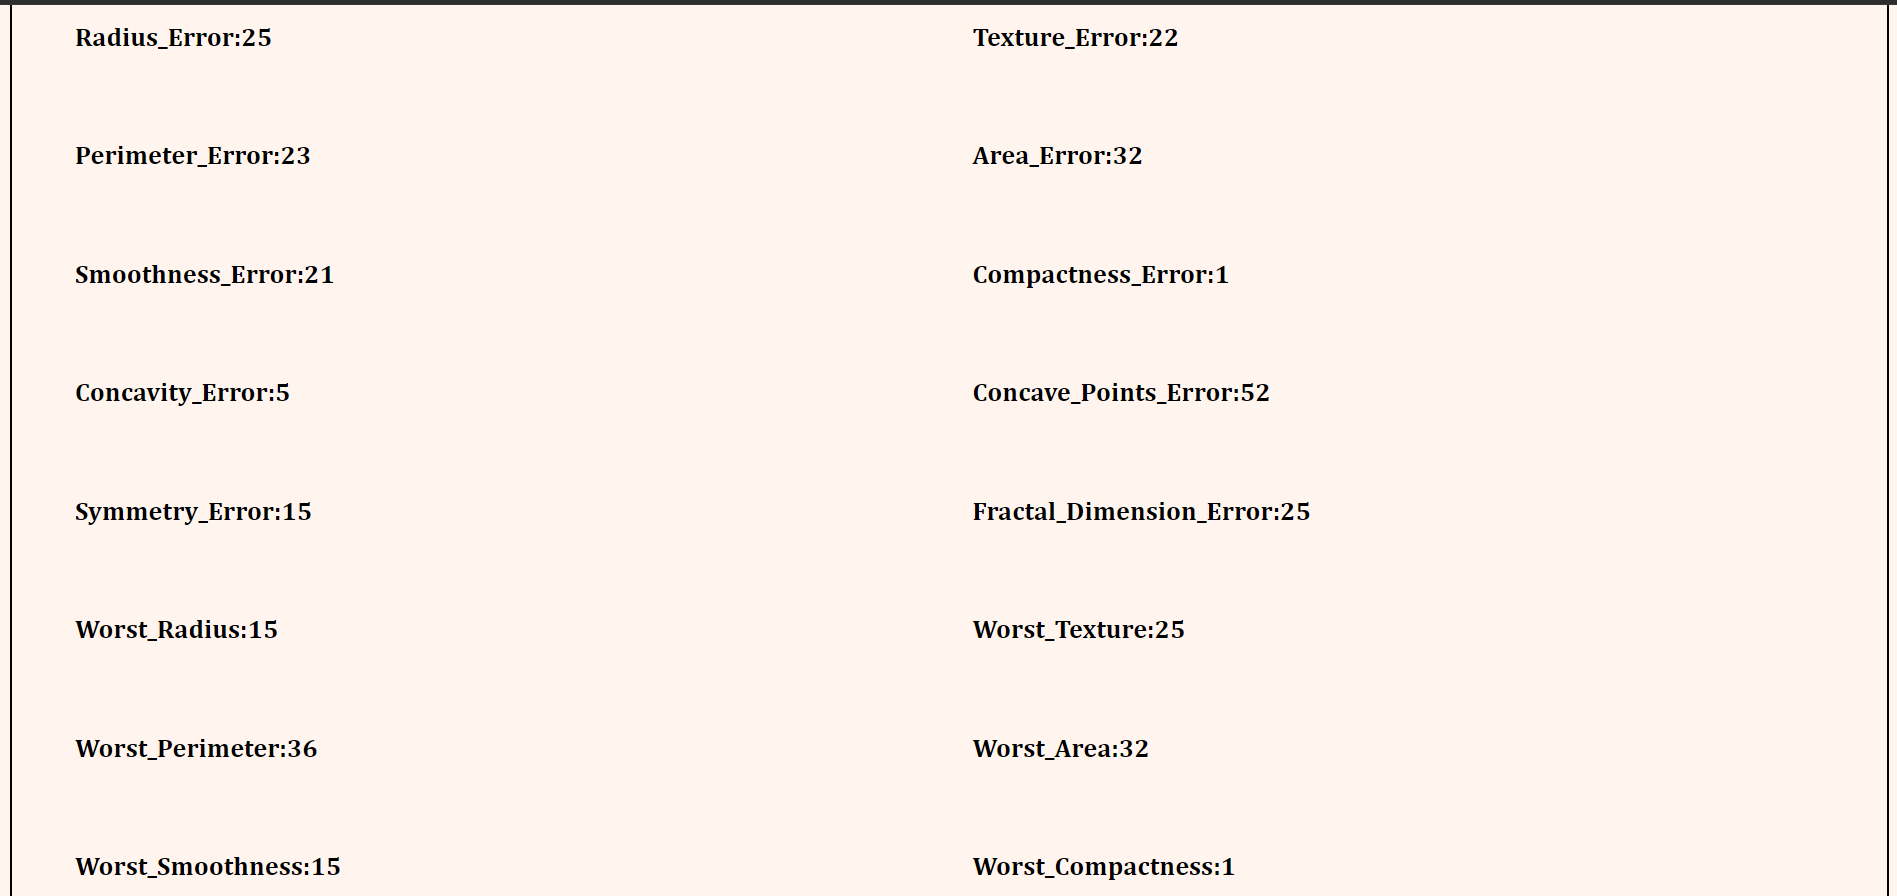 Radius_Error:25
Texture_Error:22
Perimeter_Error:23
Area_Error:32
Smoothness_Error:21
Compactness_Error:1
Concavity_Error:5
Concave_Points_Error:52
Symmetry_Error:15
Fractal_Dimension_Error:25
Worst_Radius:15
Worst_Texture:25
Worst_Perimeter:36
Worst_Area:32
Worst_Smoothness:15
Worst_Compactness:1